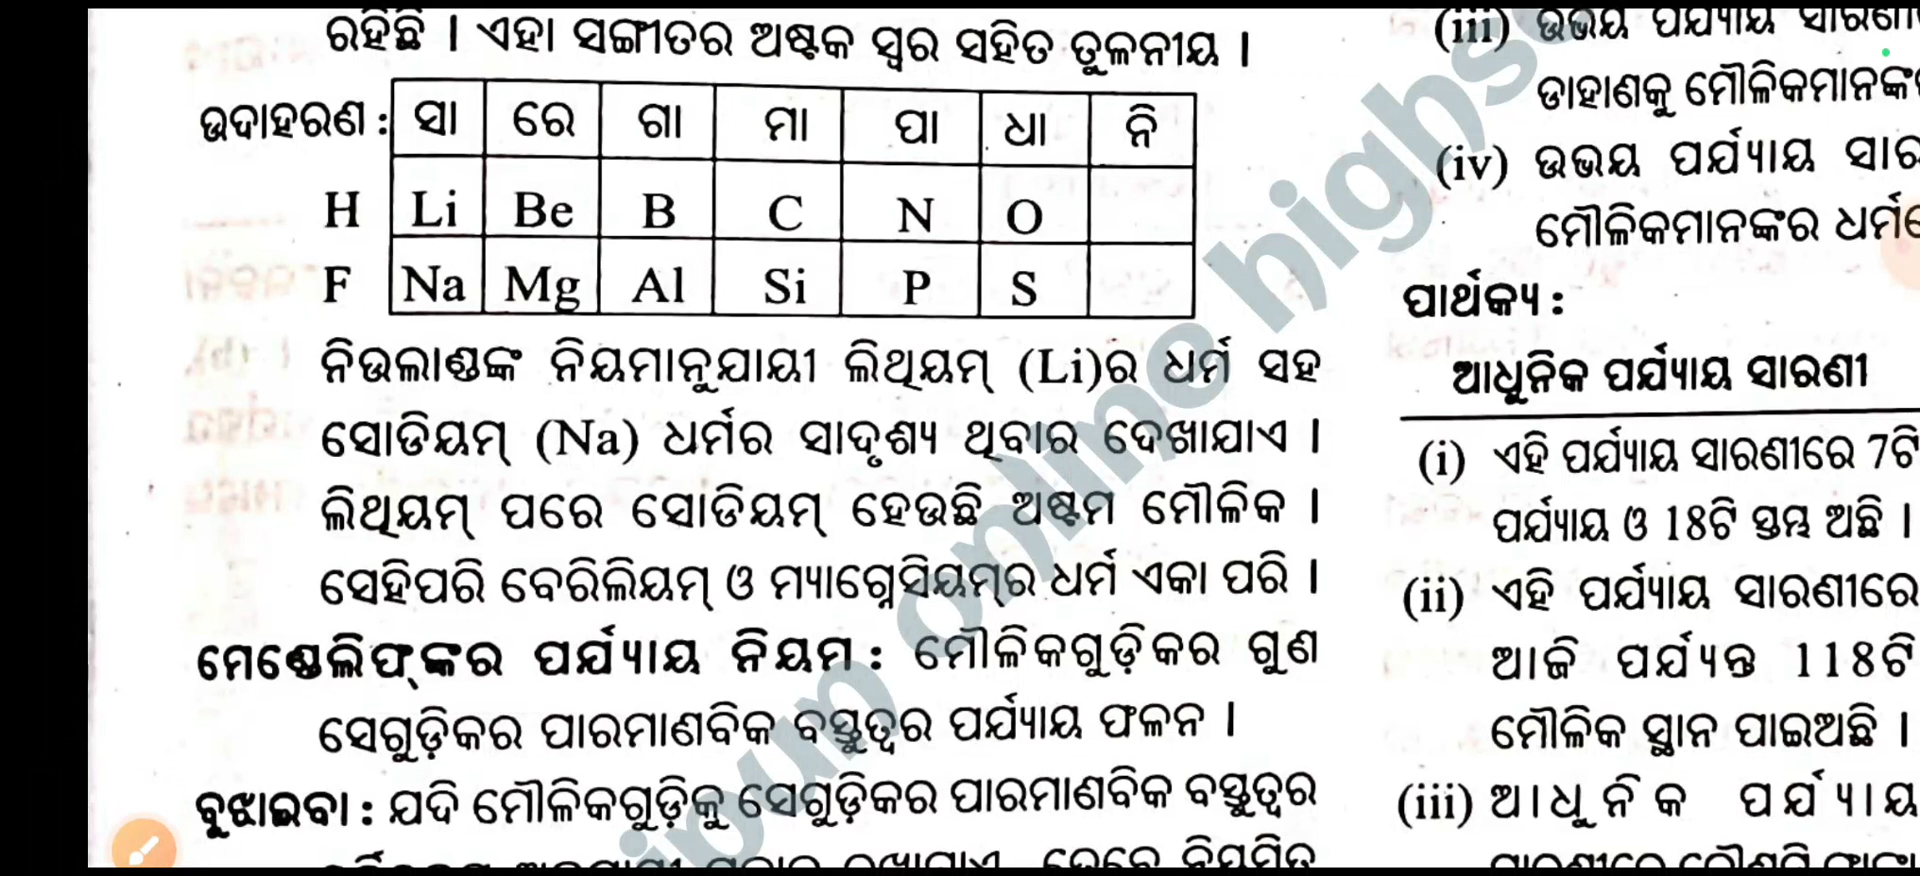 ରହିଛି । ଏହା ସଙ୍ଗୀତର ଅଷ୍ଟକ ସ୍ୱର ସହିତ ତୁଳନୀୟ ।
ଉଦାହରଣ : ସା ରେ ଗା ମା ପା ଧା ନି
H Li Be B C N O
F Na Mg Al Si P S
ନିଉଲାଣ୍ଡଙ୍କ ନିୟମାନୁଯାୟୀ ଲିଥିୟମ୍ (Li)ର ଧର୍ମ ସହ
ସୋଡିୟମ୍ (Na) ଧର୍ମର ସାଦୃଶ୍ୟ ଥିବାର ଦେଖାଯାଏ ।
ଲିଥିୟମ୍ ପରେ ସୋଡିୟମ୍ ହେଉଛି ଅଷ୍ଟମ ମୌଳିକ ।
ସେହିପରି ବେରିଲିୟମ୍ ଓ ମ୍ୟାଗ୍ନେସିୟମ୍‌ର ଧର୍ମ ଏକା ପରି ।
ମେଣ୍ଡେଲିଫ୍‌ଙ୍କର ପର୍ଯ୍ୟାୟ ନିୟମ : ମୌଳିକଗୁଡ଼ିକର ଗୁଣ
ସେଗୁଡ଼ିକର ପାରମାଣବିକ ବସ୍ତୁତ୍ୱର ପର୍ଯ୍ୟାୟ ଫଳନ ।
ବୁଝାଇବା : ଯଦି ମୌଳିକଗୁଡ଼ିକୁ ସେଗୁଡ଼ିକର ପାରମାଣବିକ ବସ୍ତୁତ୍ୱର
(iii) ଉଭୟ ପର୍ଯ୍ୟାୟ
ଡାହାଣକୁ ମୌଳିକମାନଙ୍କ
(iv) ଉଭୟ ପର୍ଯ୍ୟାୟ
ମୌଳିକମାନଙ୍କର
ପାର୍ଥକ୍ୟ :
ଆଧୁନିକ ପର୍ଯ୍ୟାୟ ସାରଣୀ
(i) ଏହି ପର୍ଯ୍ୟାୟ ସାରଣୀରେ 7ଟି
ପର୍ଯ୍ୟାୟ ଓ 18ଟି ସ୍ତମ୍ଭ ଅଛି ।
(ii) ଏହି ପର୍ଯ୍ୟାୟ ସାରଣୀରେ
ଆଜି ପର୍ଯ୍ୟନ୍ତ 118ଟି
ମୌଳିକ ସ୍ଥାନ ପାଇଅଛି ।
(iii) ଆଧୁନିକ ପର୍ଯ୍ୟାୟ
online highs